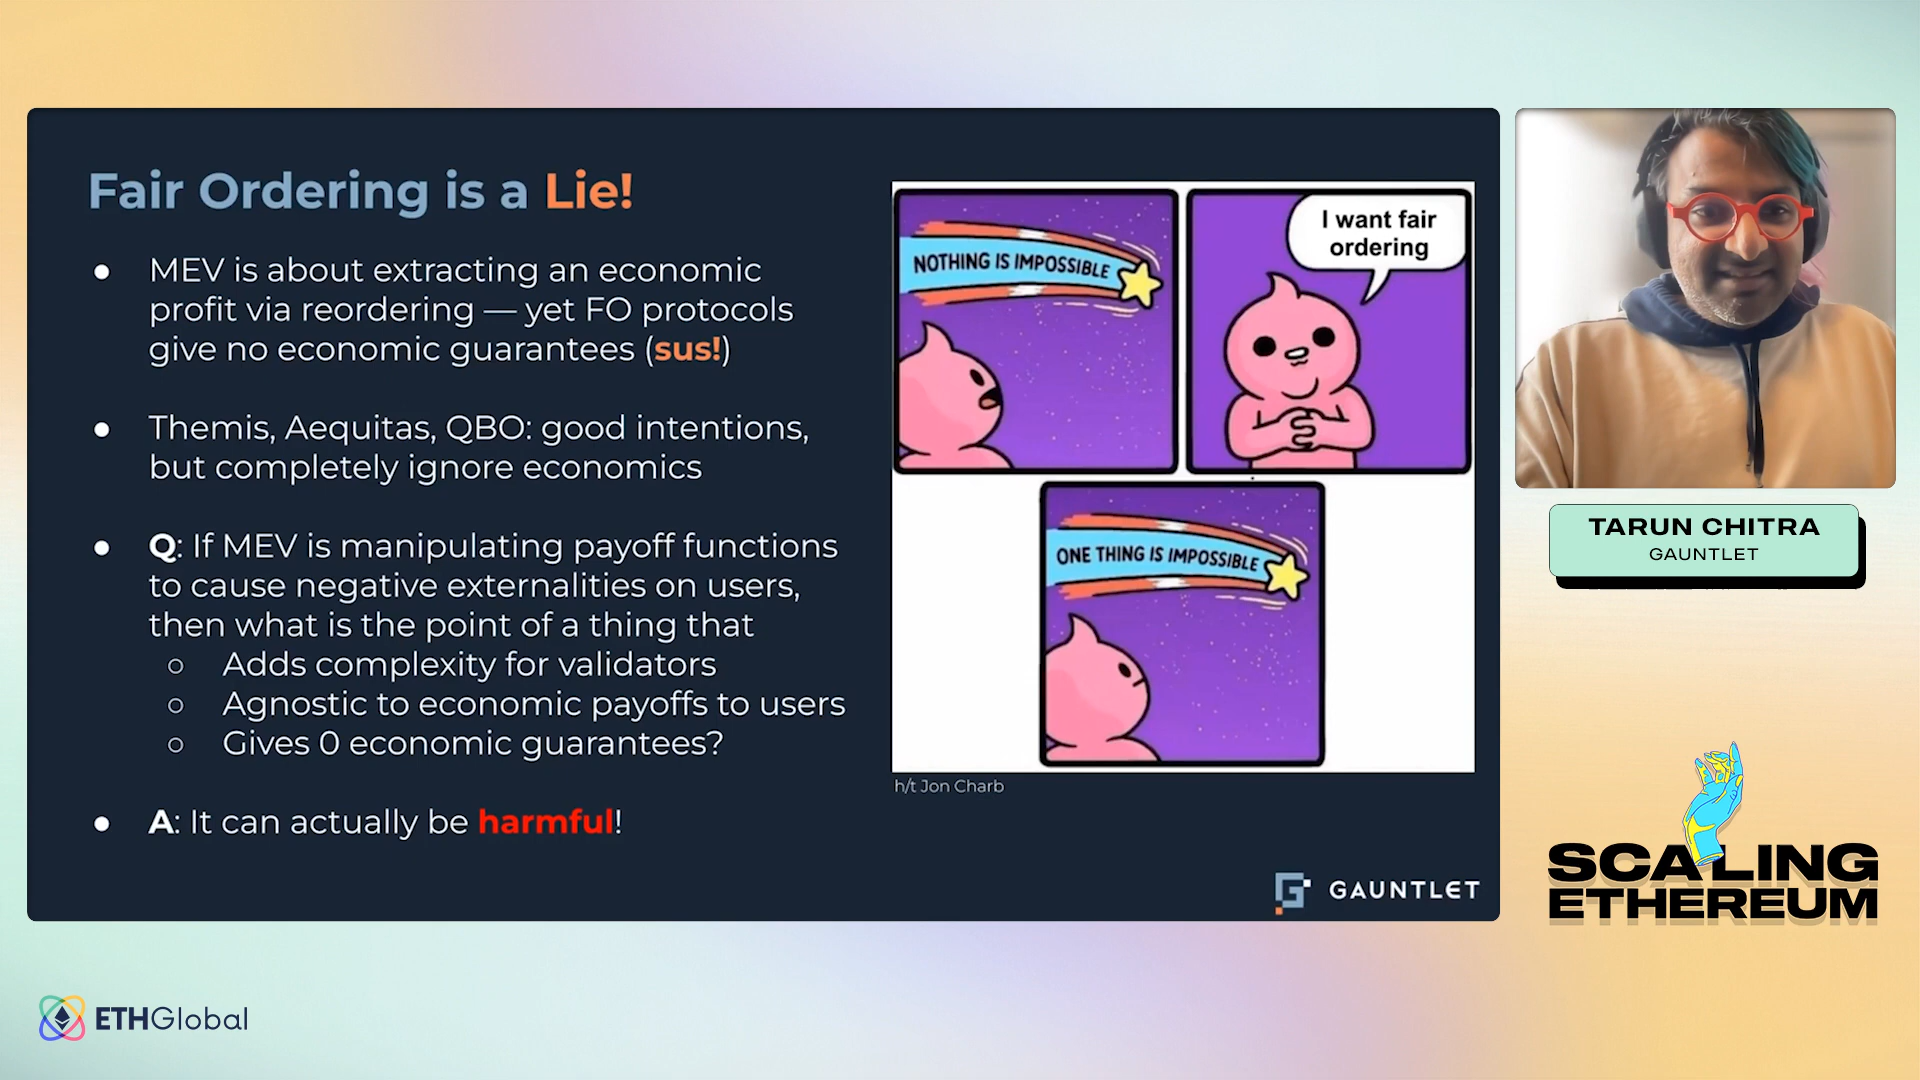 Fair Ordering is a Lie!
● MEV is about extracting an economic
profit via reordering — yet FO protocols
give no economic guarantees (sus!)
● Themis, Aequitas, QBO: good intentions,
but completely ignore economics
● Q: If MEV is manipulating payoff functions
to cause negative externalities on users,
then what is the point of a thing that
○ Adds complexity for validators
○ Agnostic to economic payoffs to users
○ Gives 0 economic guarantees?
● A: It can actually be harmful!
NOTHING IS IMPOSSIBLE
I want fair
ordering
ONE THING IS IMPOSSIBLE
h/t Jon Charb
GAUNTLET
TARUN CHITRA
GAUNTLET
SCALING
ETHEREUM
ETHGlobal